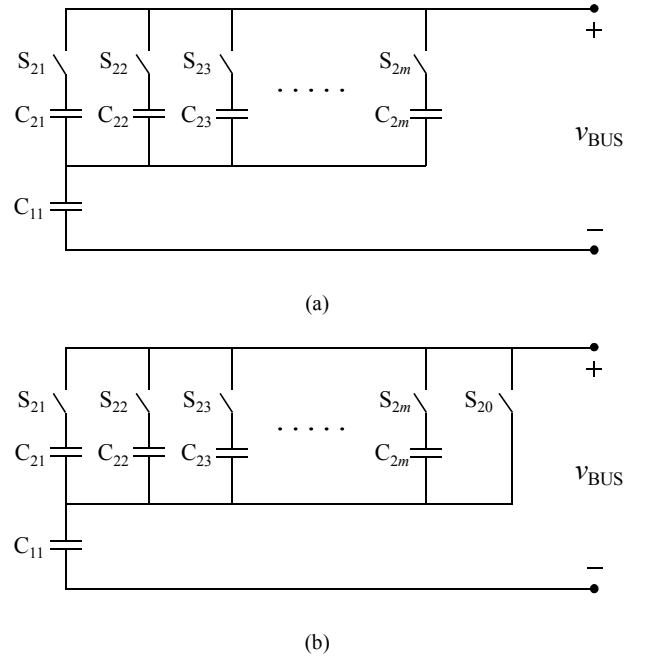 S21 S22 S23 S2m
+
. . . . .
C21 C22 C23 C2m
vBUS
C11
−
(a)
S21 S22 S23 S2m S20
+
. . . . .
C21 C22 C23 C2m
vBUS
C11
−
(b)